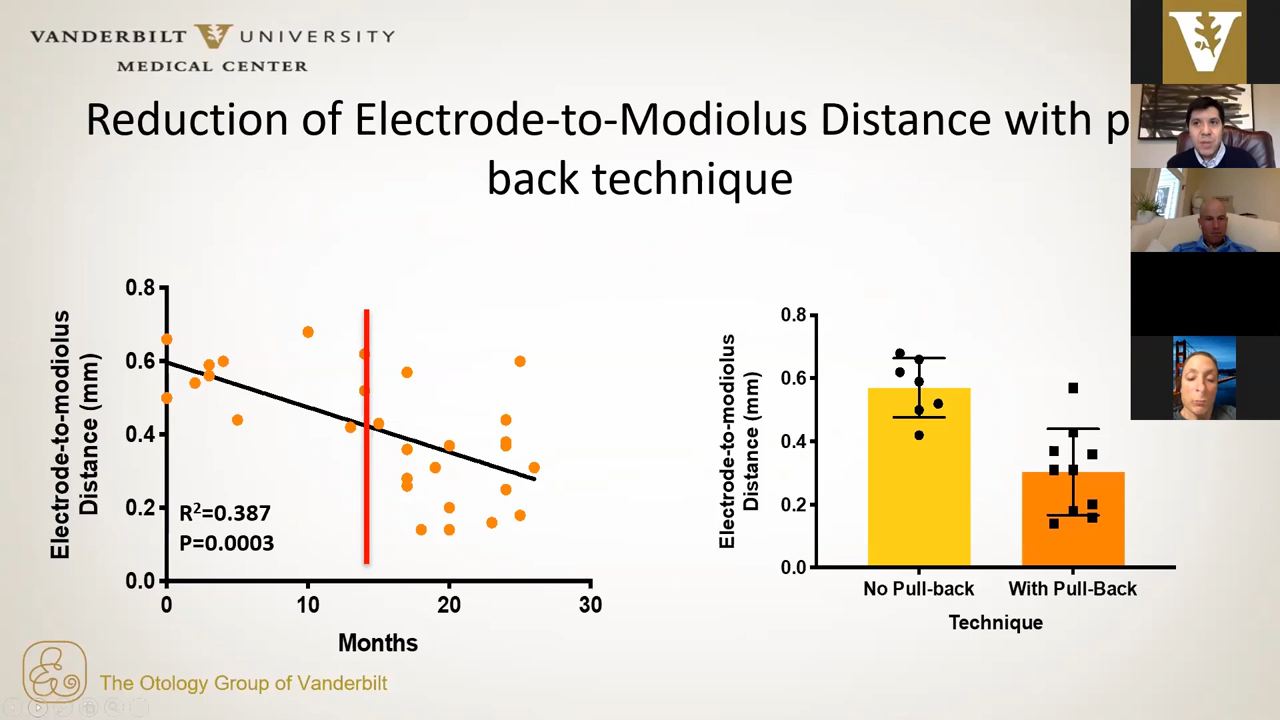 VANDERBILT V UNIVERSITY
MEDICAL CENTER
V
Reduction of Electrode-to-Modiolus Distance with p
back technique
Electrode-to-modiolus
Distance (mm)
0.8
0.6
0.4
0.2
0.0
R²=0.387
P=0.0003
0 10 20 30
Months
Electrode-to-modiolus
Distance (mm)
0.8
0.6
0.4
0.2
0.0
No Pull-back With Pull-Back
Technique
The Otology Group of Vanderbilt